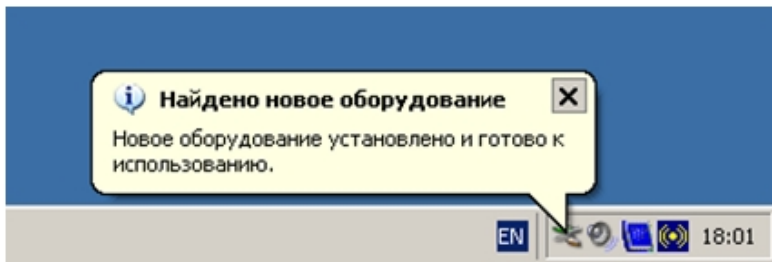 Найдено новое оборудование
Новое оборудование установлено и готово к
использованию.
EN
18:01